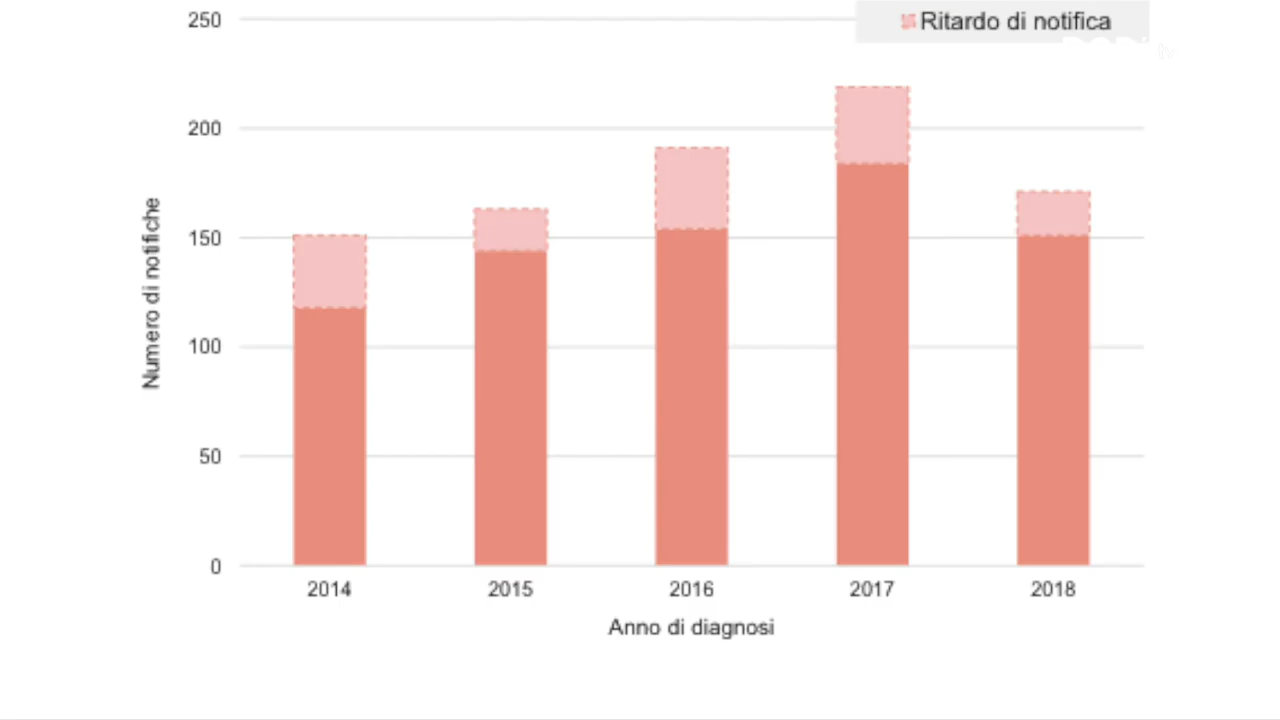 250
Ritardo di notifica
200
150
100
50
0
Numero di notifiche
2014 2015 2016 2017 2018
Anno di diagnosi